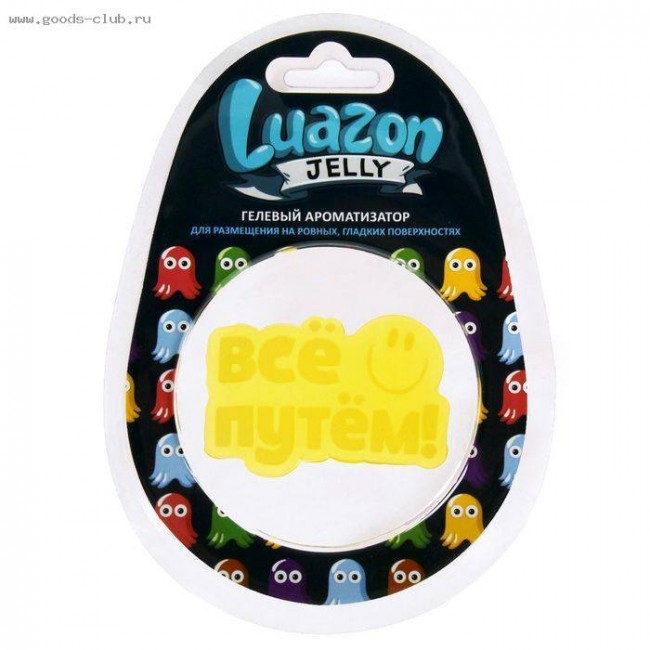 www.goods-club.ru
Luazon
JELLY
ГЕЛЕВЫЙ АРОМАТИЗАТОР
ДЛЯ РАЗМЕЩЕНИЯ НА РОВНЫХ, ГЛАДКИХ ПОВЕРХНОСТЯХ
всё
путём!